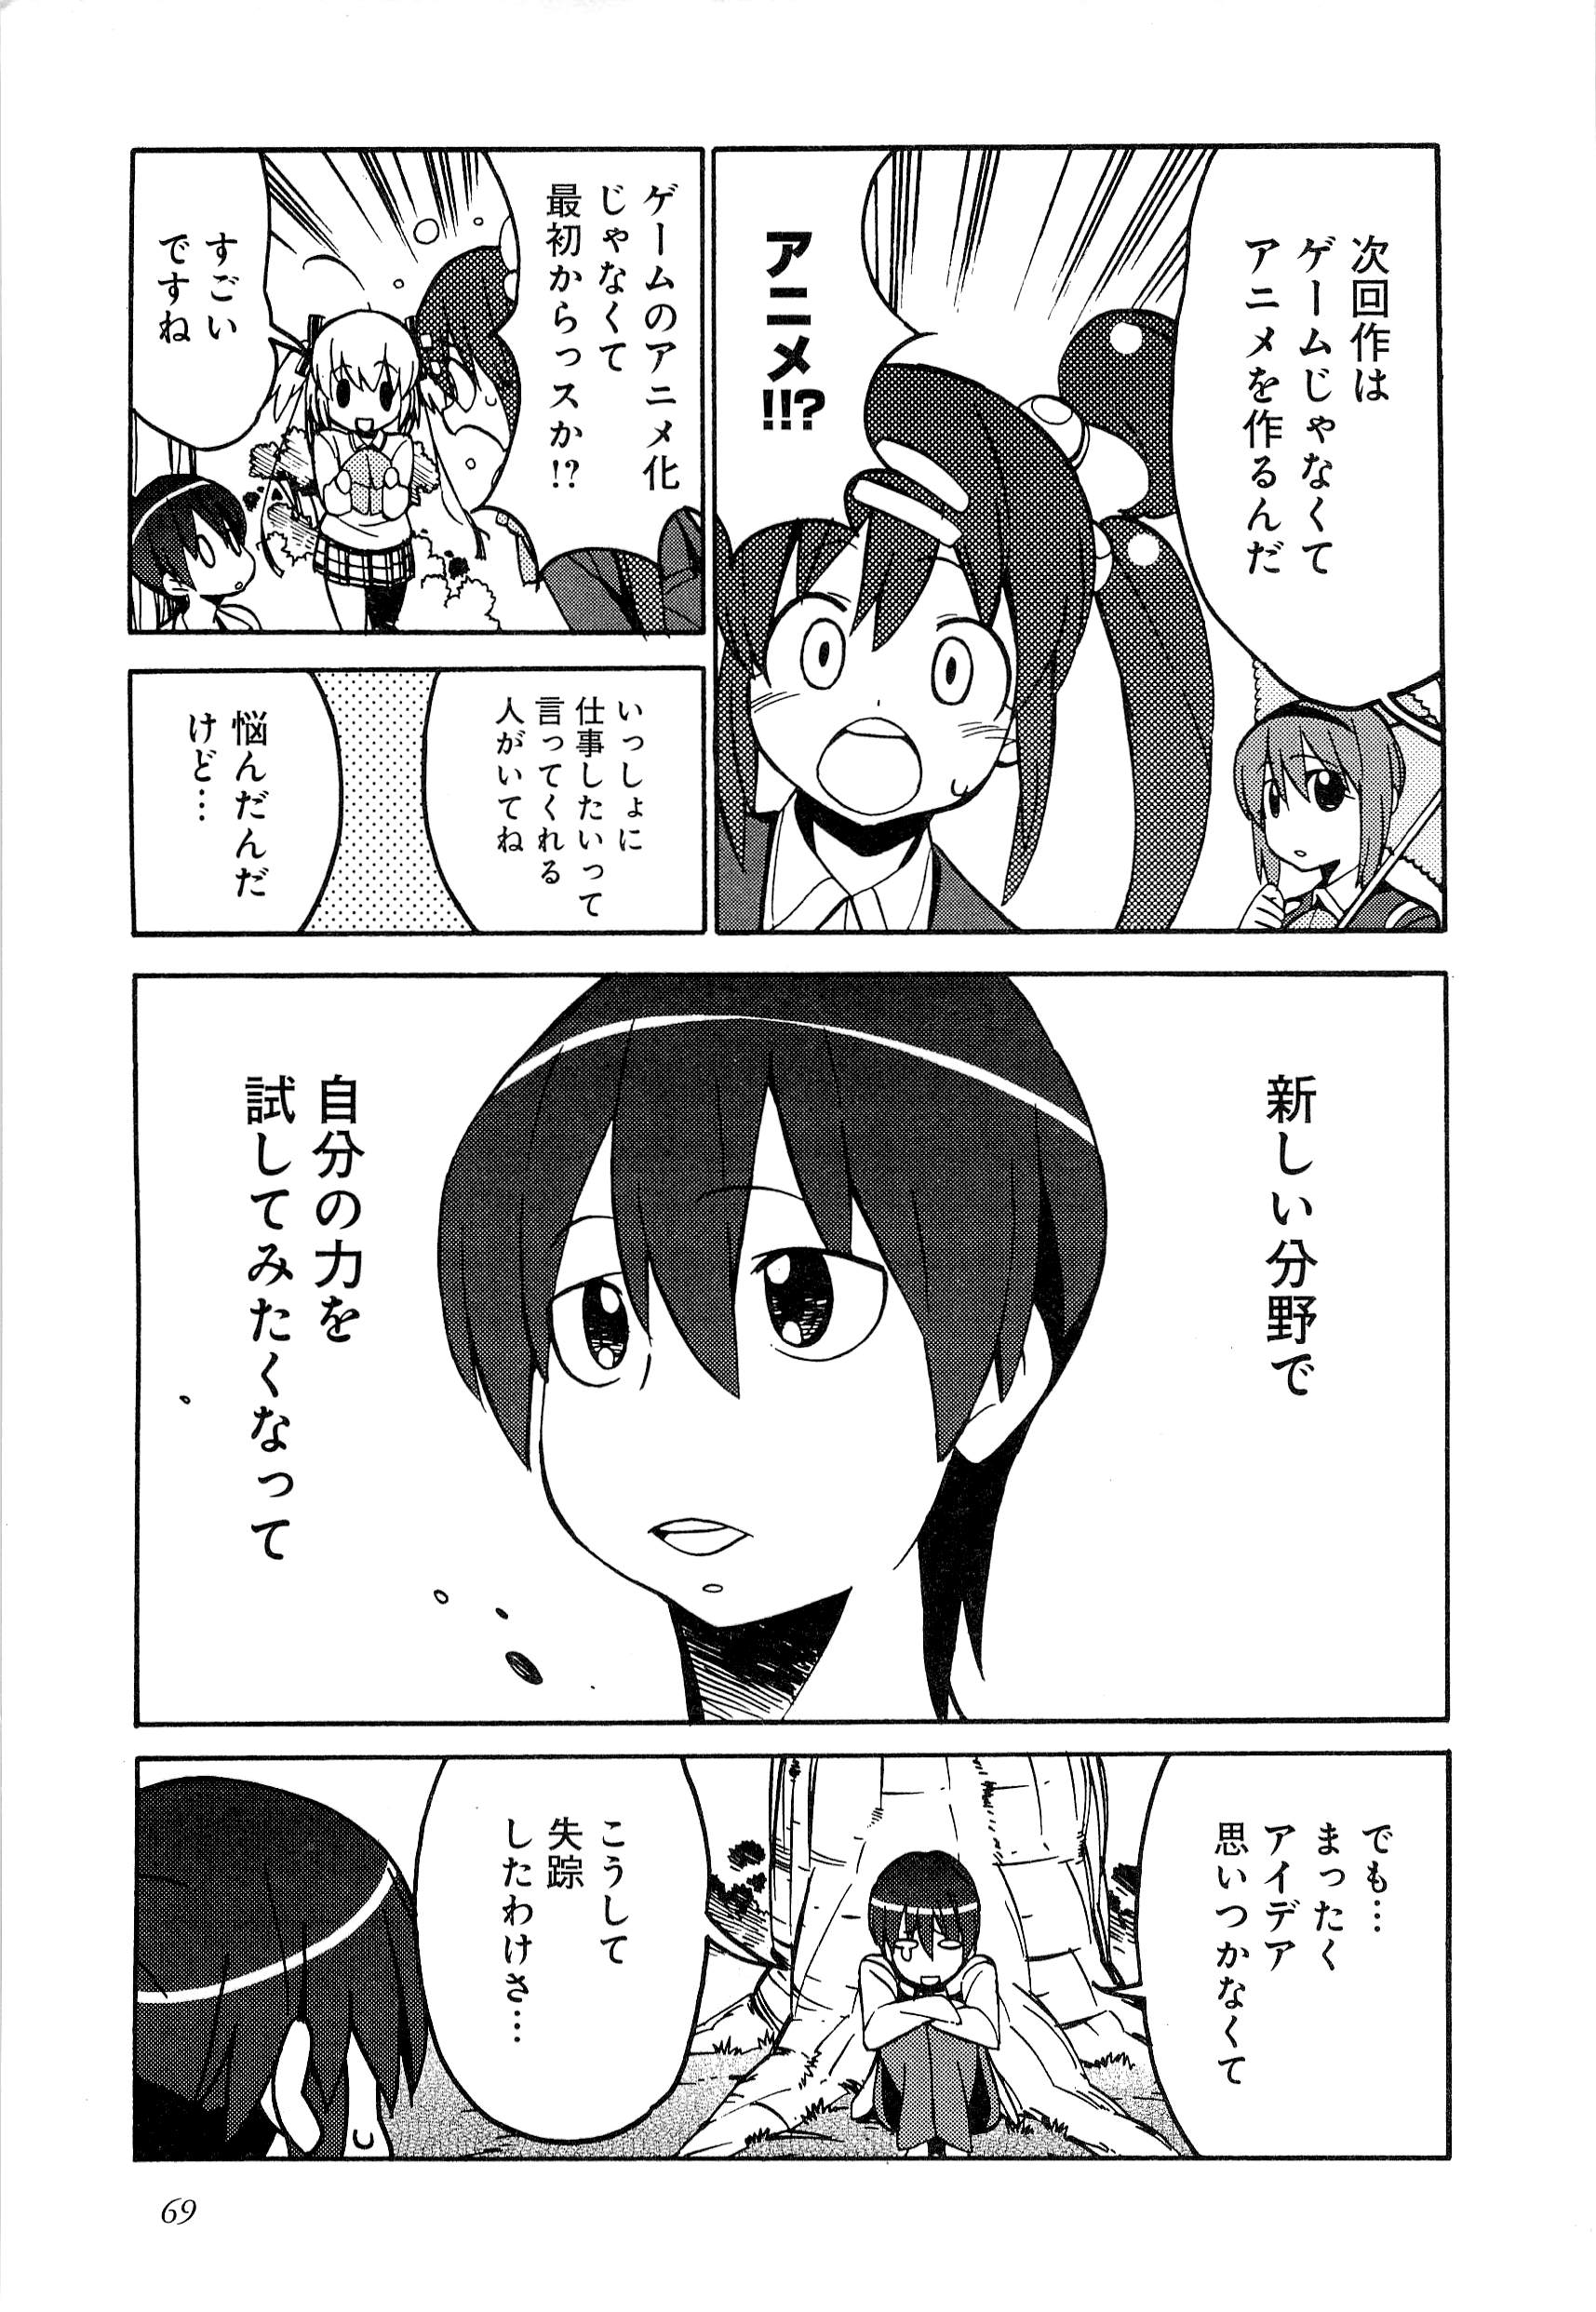 次回作は
ゲームじゃなくて
アニメを作るんだ
アニメ!!?
ゲームのアニメ化
じゃなくて
最初からっスか!?
すごい
ですね
いっしょに
仕事したいって
言ってくれる
人がいてね
悩んだんだ
けど…
新しい分野で
自分の力を
試してみたくなって
でも…
まったく
アイデア
思いつかなくて
こうして
失踪
したわけさ…
69